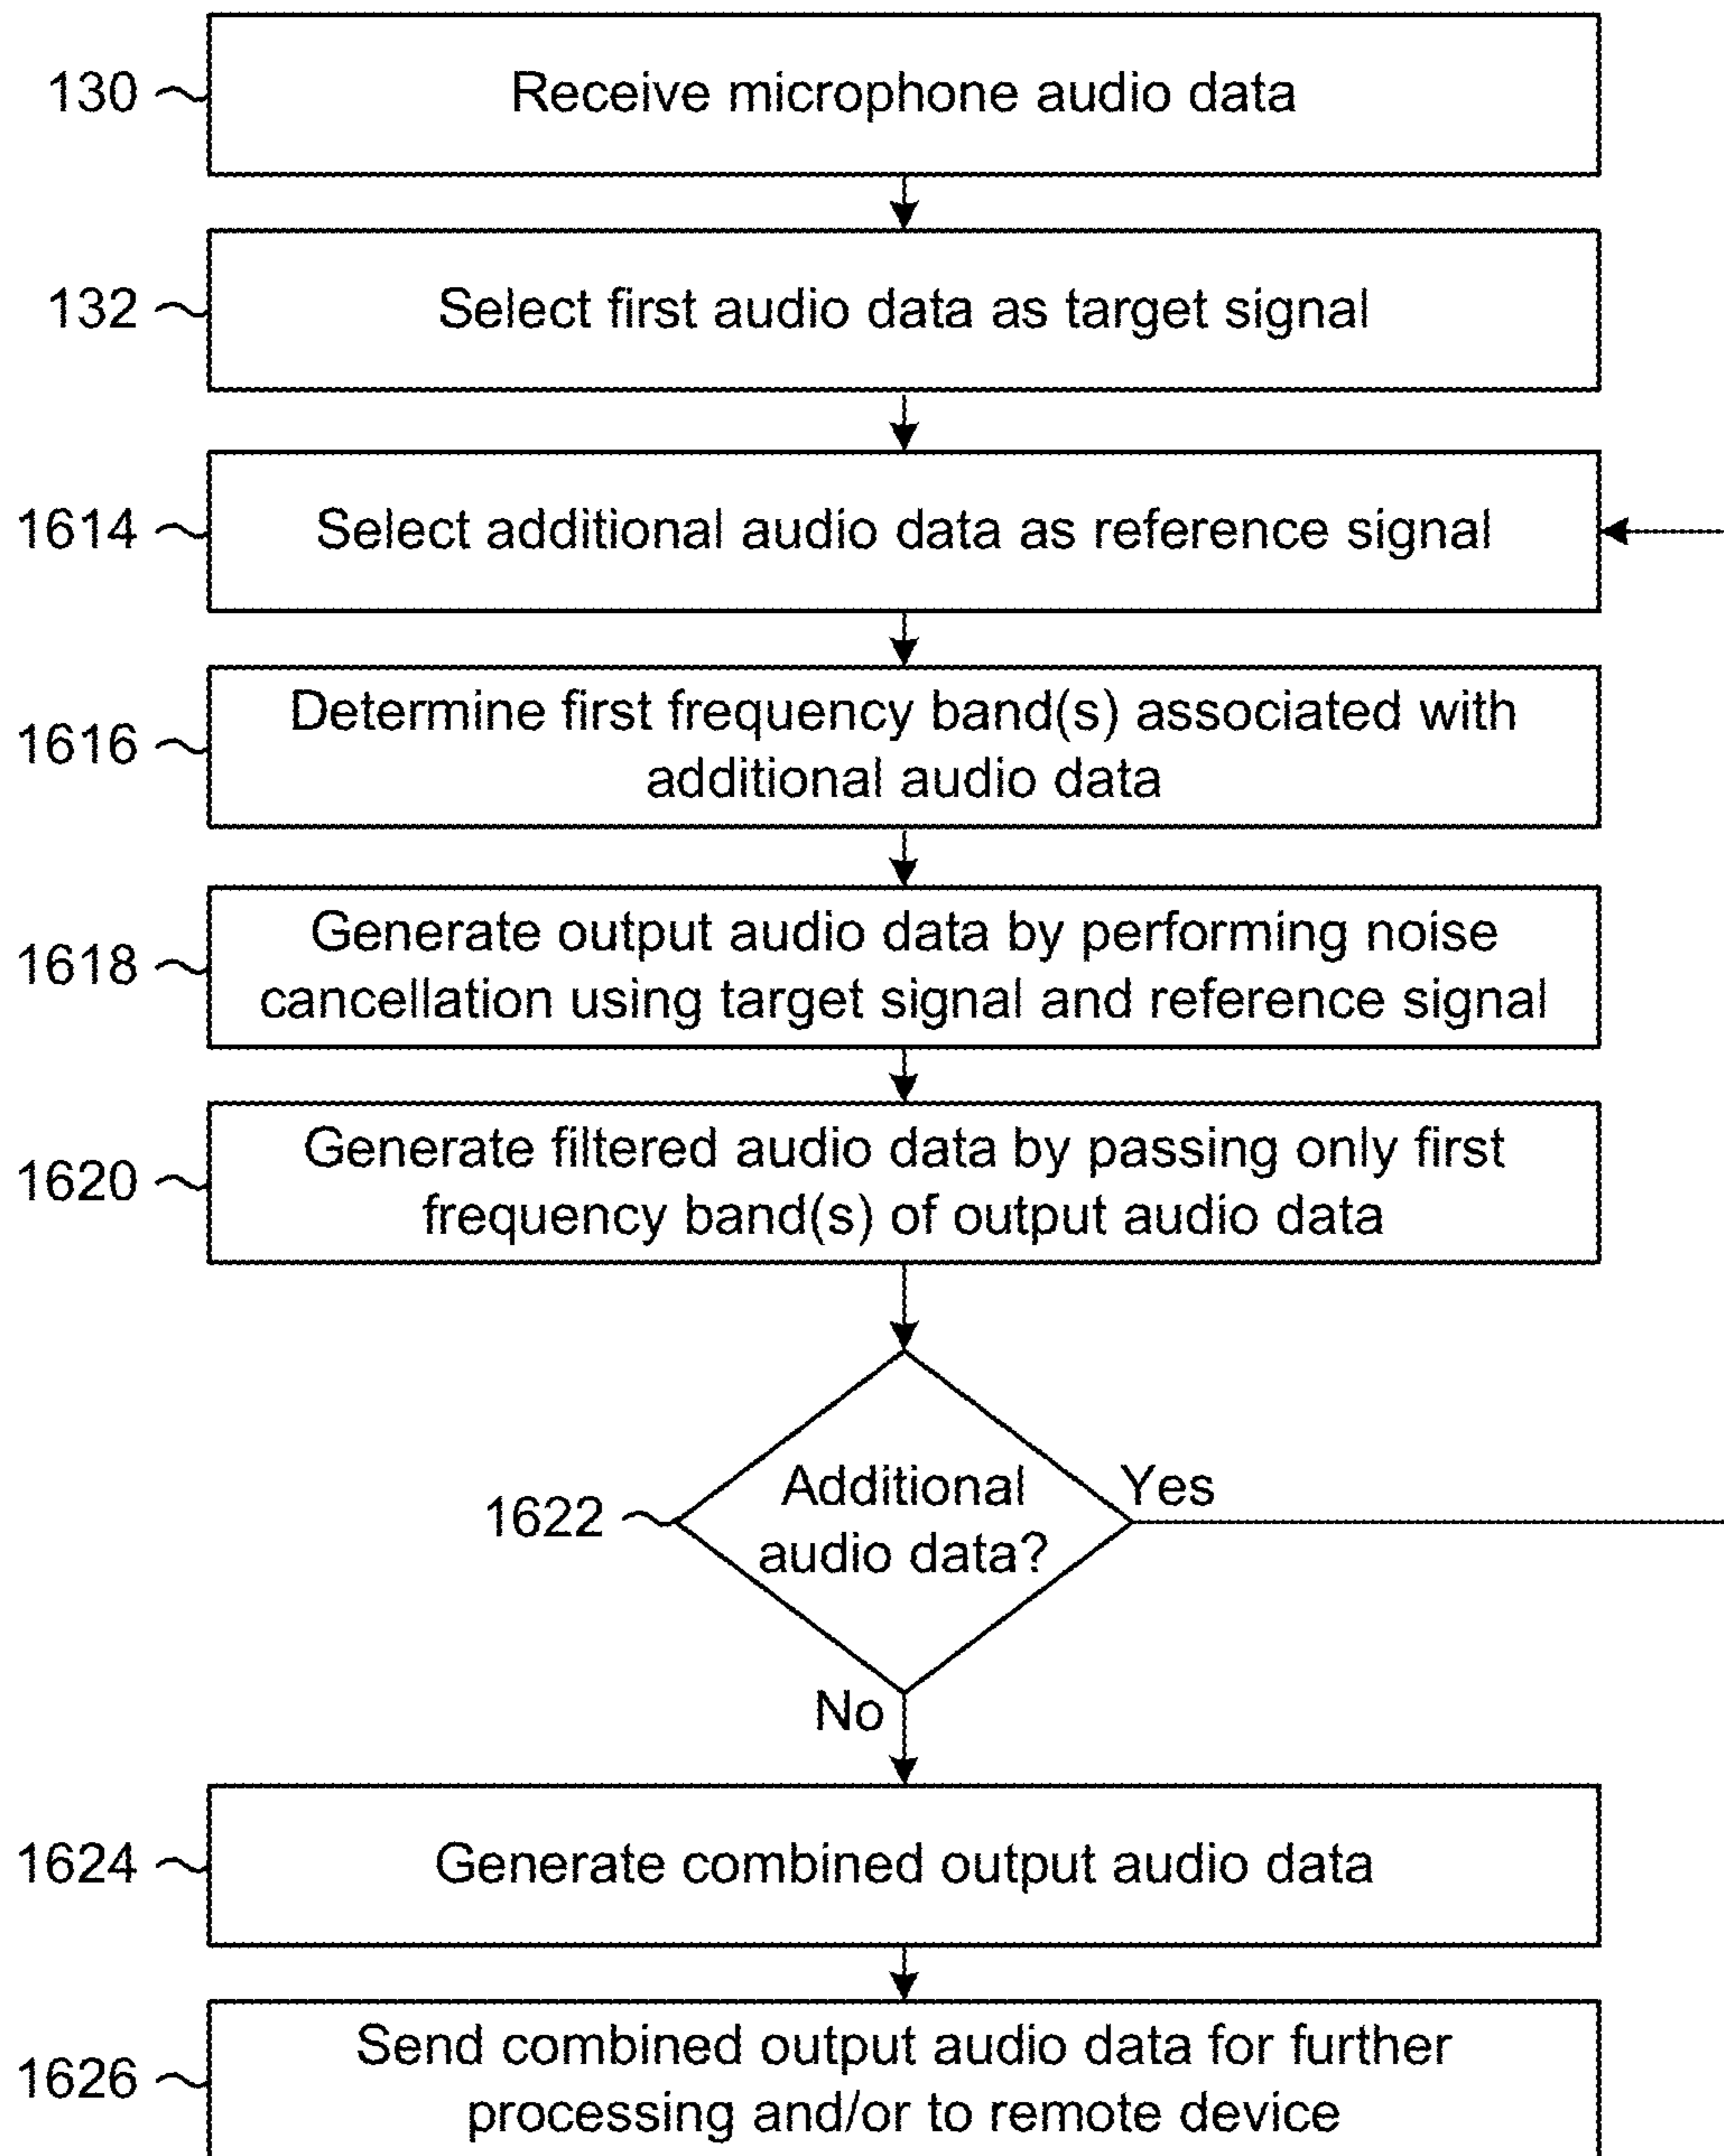 130
Receive microphone audio data
132
Select first audio data as target signal
1614
Select additional audio data as reference signal
1616
Determine first frequency band(s) associated with
additional audio data
1618
Generate output audio data by performing noise
cancellation using target signal and reference signal
1620
Generate filtered audio data by passing only first
frequency band(s) of output audio data
1622
Additional
audio data?
Yes
No
1624
Generate combined output audio data
1626
Send combined output audio data for further
processing and/or to remote device